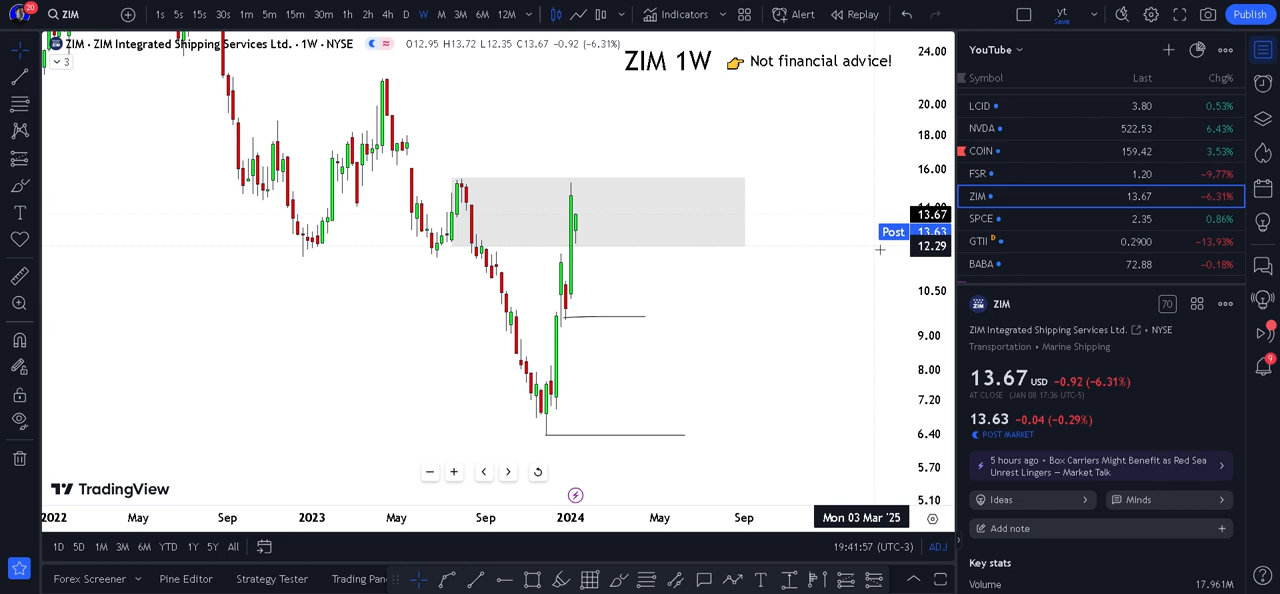 20 ZIM 1s 5s 15s 30s 1m 5m 15m 30m 1h 2h 4h D W M 3M 6M 12M Indicators Alert Replay yt Save Publish
ZIM · ZIM Integrated Shipping Services Ltd. · 1W · NYSE O12.95 H13.72 L12.35 C13.67 -0.92 (-6.31%)
3
ZIM 1W 👉 Not financial advice!
24.00
20.00
18.00
16.00
13.67
Post 13.63
12.29
10.50
9.00
8.00
7.20
6.40
5.70
5.10
TradingView
2022 May Sep 2023 May Sep 2024 May Sep Mon 03 Mar '25
1D 5D 1M 3M 6M YTD 1Y 5Y All 19:41:57 (UTC-3) ADJ
Forex Screener Pine Editor Strategy Tester Trading Pan
YouTube
Symbol Last Chg%
LCID 3.80 0.53%
NVDA 522.53 6.43%
COIN 159.42 3.53%
FSR 1.20 -9.77%
ZIM 13.67 -6.31%
SPCE 2.35 0.86%
GTII D 0.2900 -13.93%
BABA 72.88 -0.18%
ZIM 70
ZIM Integrated Shipping Services Ltd. • NYSE
Transportation • Marine Shipping
13.67 USD -0.92 (-6.31%)
AT CLOSE (JAN 08 17:36 UTC-5)
13.63 -0.04 (-0.29%)
POST MARKET
5 hours ago • Box Carriers Might Benefit as Red Sea
Unrest Lingers — Market Talk
Ideas Minds
Add note
Key stats
Volume 17.961M
9